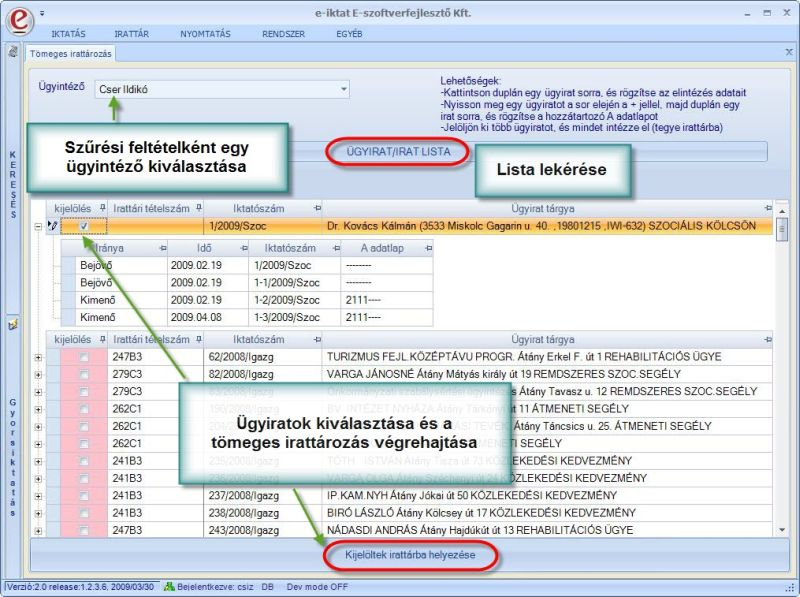 e-iktat E-szoftverfejlesztő Kft.
IKTATÁS IRATTÁR NYOMTATÁS RENDSZER EGYÉB
Tömeges irattározás
Ügyintéző Cser Ildikó
Lehetőségek:
-Kattintson duplán egy ügyirat sorra, és rögzítse az elintézés adatait
-Nyisson meg egy ügyiratot a sor elején a + jellel, majd duplán egy
irat sorra, és rögzítse a hozzátartozó A adatlapot
-Jelöljön ki több ügyiratot, és mindet intézze el (tegye irattárba)
Szűrési feltételként egy
ügyintéző kiválasztása
ÜGYIRAT/IRAT LISTA
Lista lekérése
KERESÉS
kijelölés Irattári tételszám Iktatószám Ügyirat tárgya
1/2009/Szoc Dr. Kovács Kálmán (3533 Miskolc Gagarin u. 40. ,19801215 ,IWI-632) SZOCIÁLIS KÖLCSÖN
Iránya Idő Iktatószám A adatlap
Bejövő 2009.02.19 1/2009/Szoc --------
Bejövő 2009.02.19 1-1/2009/Szoc --------
Kimenő 2009.02.19 1-2/2009/Szoc 2111----
Kimenő 2009.04.08 1-3/2009/Szoc 2111----
kijelölés Irattári tételszám Iktatószám Ügyirat tárgya
247B3 62/2008/Igazg TURIZMUS FEJL.KÖZÉPTÁVU PROGR. Átány Erkel F. út 1 REHABILITÁCIÓS ÜGYE
279C3 82/2008/Igazg VARGA JÁNOSNÉ Átány Mátyás király út 19 REMDSZERES SZOC.SEGÉLY
279C3 Átány Tavasz u. 12 REMDSZERES SZOC.SEGÉLY
262C1 Átány Tárkányi út 11 ÁTMENETI SEGÉLY
262C1 Átány Táncsics u. 25. ÁTMENETI SEGÉLY
262C1 SEGÉLY
241B3 235/2008/Igazg TÓTH ISTVÁN Átány Tisza út 73 KÖZLEKEDÉSI KEDVEZMÉNY
241B3 236/2008/Igazg VARGA OLGA Átány Széchenyi út 24 KÖZLEKEDÉSI KEDVEZMÉNY
241B3 237/2008/Igazg IP.KAM.NYH Átány Jókai út 50 KÖZLEKEDÉSI KEDVEZMÉNY
241B3 238/2008/Igazg BIRÓ LÁSZLÓ Átány Kölcsey út 17 KÖZLEKEDÉSI KEDVEZMÉNY
247B3 243/2008/Igazg NÁDASDI ANDRÁS Átány Hajdúkút út 13 REHABILITÁCIÓS ÜGYE
Ügyiratok kiválasztása és a
tömeges irattározás végrehajtása
Gyorsiktatás
Kijelöltek irattárba helyezése
Verzió:2.0 release:1.2.3.6, 2009/03/30 Bejelentkezve: csiz DB Dev mode OFF